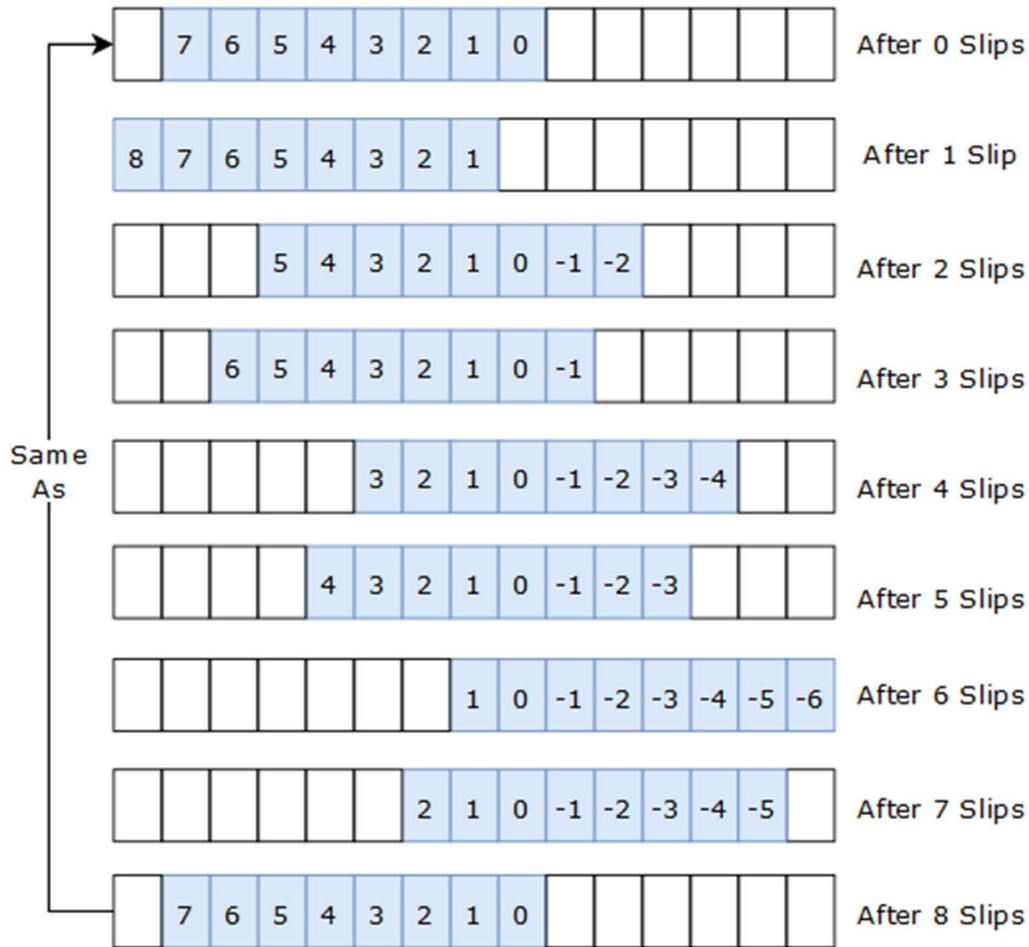 7 6 5 4 3 2 1 0 After 0 Slips
8 7 6 5 4 3 2 1 After 1 Slip
5 4 3 2 1 0 -1 -2 After 2 Slips
6 5 4 3 2 1 0 -1 After 3 Slips
Same
As
3 2 1 0 -1 -2 -3 -4 After 4 Slips
4 3 2 1 0 -1 -2 -3 After 5 Slips
1 0 -1 -2 -3 -4 -5 -6 After 6 Slips
2 1 0 -1 -2 -3 -4 -5 After 7 Slips
7 6 5 4 3 2 1 0 After 8 Slips